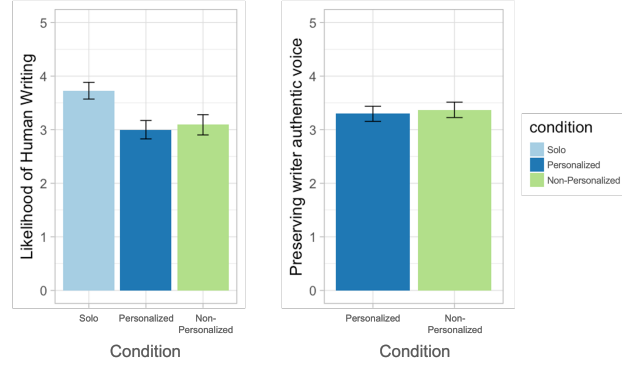 Likelihood of Human Writing
5
4
3
2
1
0
Solo
Personalized
Non-
Personalized
Condition
Preserving writer authentic voice
5
4
3
2
1
0
Personalized
Non-
Personalized
Condition
condition
Solo
Personalized
Non-Personalized